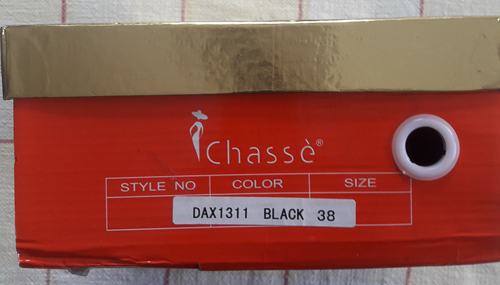 Chassè®
STYLE NO COLOR SIZE
DAX1311 BLACK 38